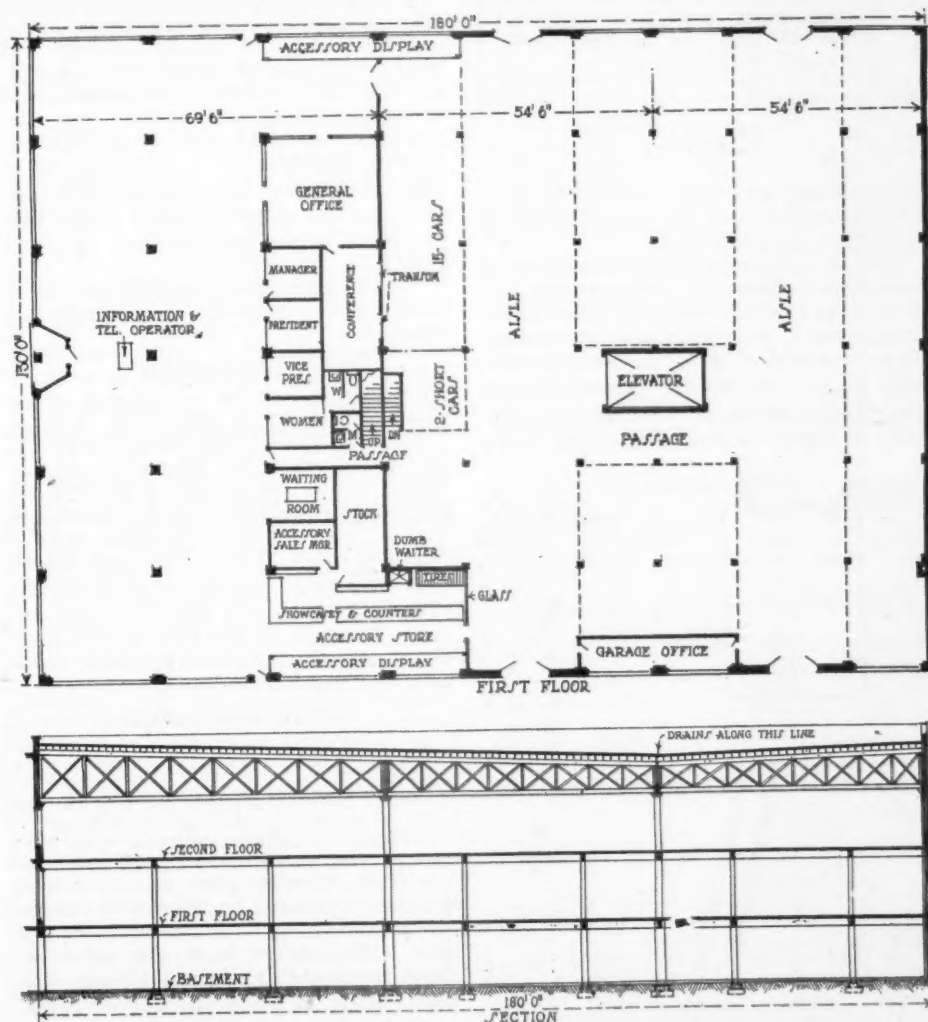 180' 0"
ACCESSORY DISPLAY
69' 6"
54' 6"
54' 6"
130' 0"
GENERAL
OFFICE
15- CARS
AISLE
AISLE
MANAGER
CONFERENCE
TRANSOM
INFORMATION &
TEL. OPERATOR
PRESIDENT
VICE
PRES
W
2- SHORT
CARS
ELEVATOR
WOMEN
M
UP
DN
PASSAGE
PASSAGE
WAITING
ROOM
STOCK
ACCESSORY
SALES MGR.
DUMB
WAITER
TIRES
GLASS
SHOWCASES & COUNTERS
ACCESSORY STORE
GARAGE OFFICE
ACCESSORY DISPLAY
FIRST FLOOR
DRAINS ALONG THIS LINE
SECOND FLOOR
FIRST FLOOR
BASEMENT
180' 0"
SECTION